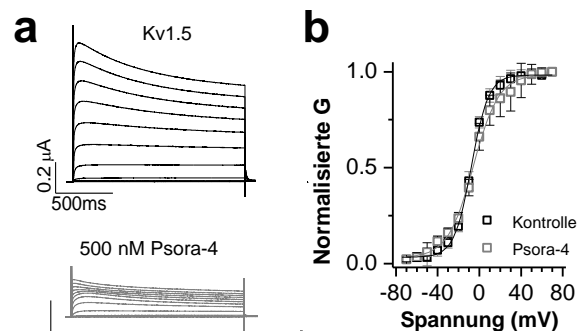 a
Kv1.5
0.2 µA
500ms
500 nM Psora-4
b
Normalisierte G
1.0
0.5
0.0
Kontrolle
Psora-4
-80 -40 0 40 80
Spannung (mV)